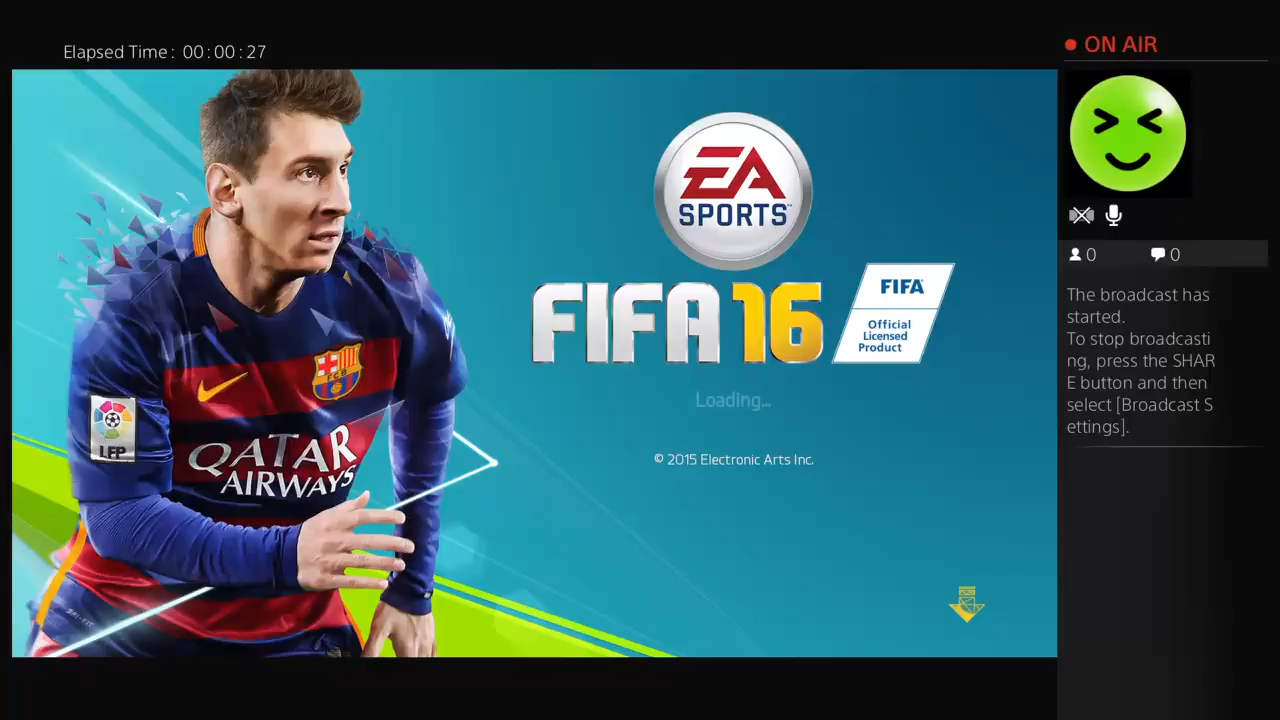 Elapsed Time: 00:00:27
ON AIR
EA
SPORTS
FIFA 16
FIFA
Official
Licensed
Product
Loading...
© 2015 Electronic Arts Inc.
FCB
LFP
QATAR
AIRWAYS
0
0
The broadcast has
started.
To stop broadcasti
ng, press the SHAR
E button and then
select [Broadcast S
ettings].